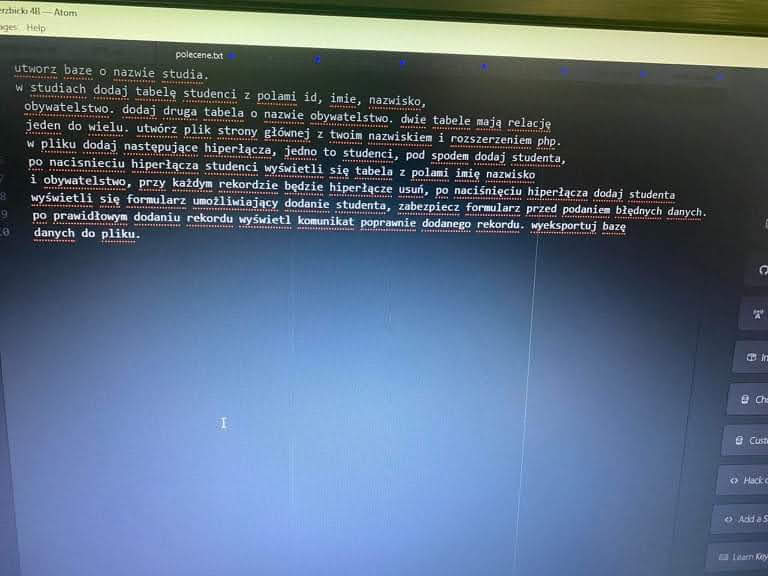 erzbicki 4B — Atom
ages Help
polecene.txt
utworz baze o nazwie studia.
w studiach dodaj tabelę studenci z polami id, imie, nazwisko,
obywatelstwo. dodaj druga tabela o nazwie obywatelstwo. dwie tabele mają relację
jeden do wielu. utwórz plik strony głównej z twoim nazwiskiem i rozszerzeniem php.
w pliku dodaj następujące hiperłącza, jedno to studenci, pod spodem dodaj studenta,
po nacisnieciu hiperłącza studenci wyświetli się tabela z polami imię nazwisko
i obywatelstwo, przy każdym rekordzie będzie hiperłącze usuń, po naciśnięciu hiperłącza dodaj studenta
8 wyświetli się formularz umożliwiający dodanie studenta, zabezpiecz formularz przed podaniem błędnych danych.
9 po prawidłowym dodaniu rekordu wyświetl komunikat poprawnie dodanego rekordu. wyeksportuj bazę
10 danych do pliku.
In
Cho
Custo
Hack o
Add a S
Learn Key